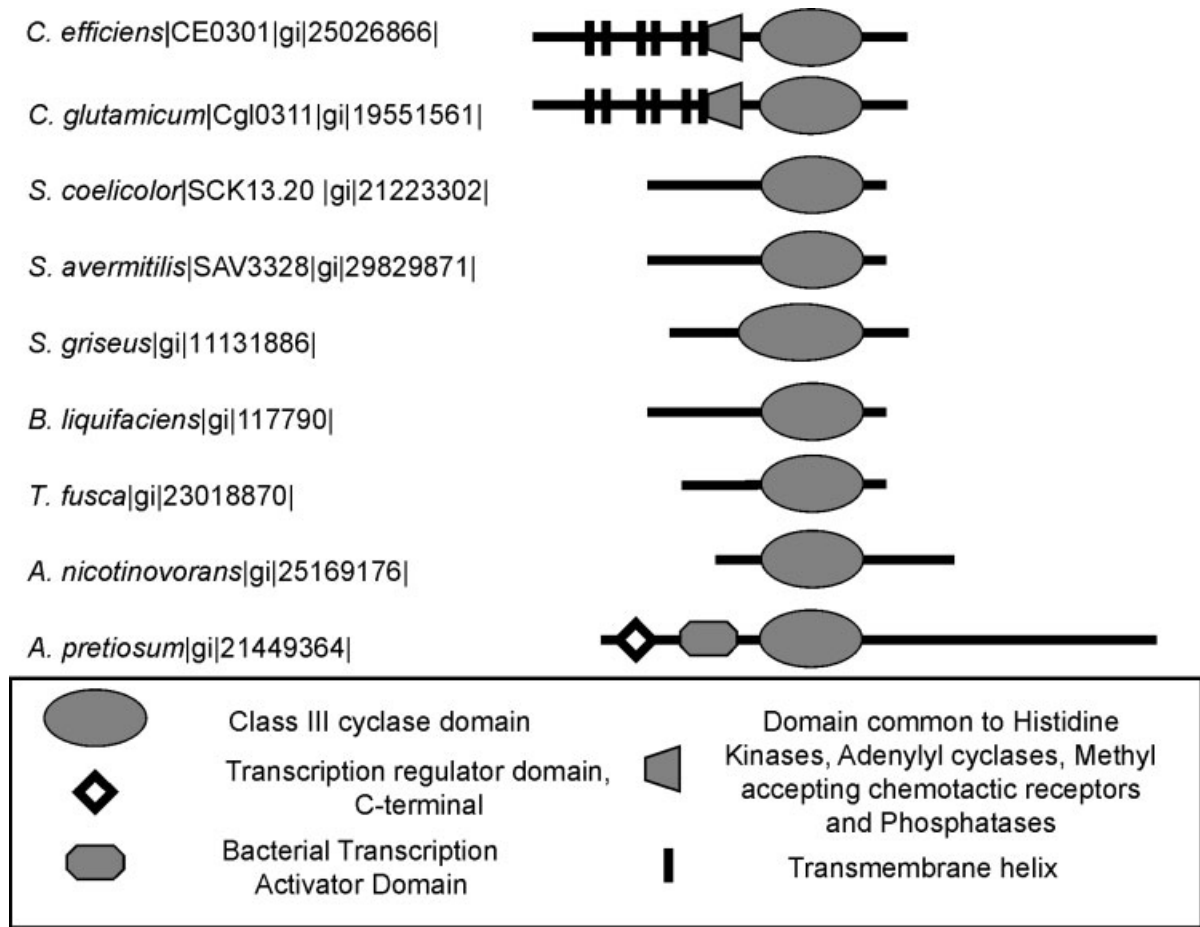 C. efficiens|CE0301|gi|25026866|
C. glutamicum|Cgl0311|gi|19551561|
S. coelicolor|SCK13.20 |gi|21223302|
S. avermitilis|SAV3328|gi|29829871|
S. griseus|gi|11131886|
B. liquifaciens|gi|117790|
T. fusca|gi|23018870|
A. nicotinovorans|gi|25169176|
A. pretiosum|gi|21449364|
Class III cyclase domain
Transcription regulator domain,
C-terminal
Bacterial Transcription
Activator Domain
Domain common to Histidine
Kinases, Adenylyl cyclases, Methyl
accepting chemotactic receptors
and Phosphatases
Transmembrane helix